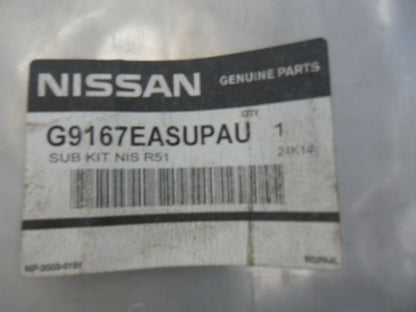 NISSAN GENUINE PARTS
QTY
G9167EASUPAU 1
SUB KIT NIS R51 24K14